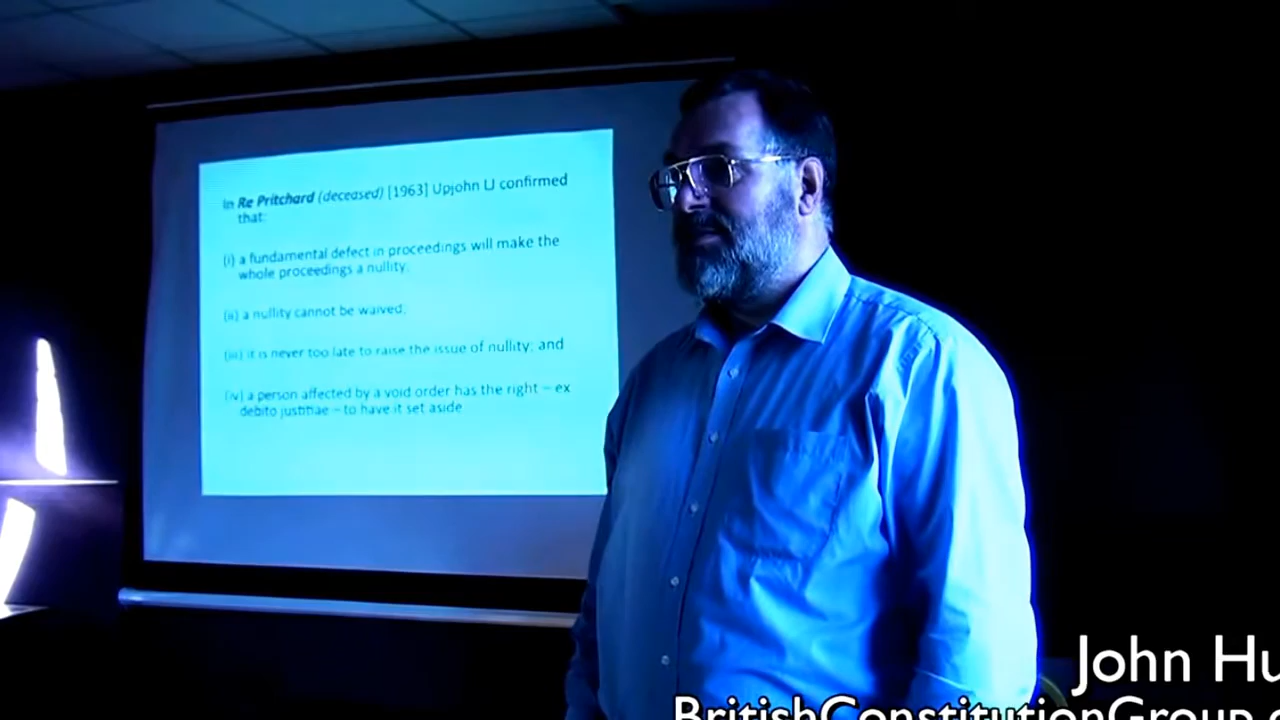 In Re Pritchard (deceased) [1963] Upjohn LJ confirmed
that:
(i) a fundamental defect in proceedings will make the
whole proceedings a nullity;
(ii) a nullity cannot be waived;
(iii) it is never too late to raise the issue of nullity; and
(iv) a person affected by a void order has the right – ex
debito justitiae – to have it set aside
John Hu
BritishConstitutionGroup